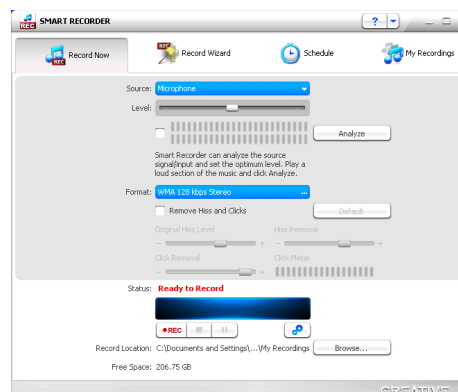 REC SMART RECORDER ?
REC Record Now REC Record Wizard Schedule My Recordings
Source: Microphone
Level:
Analyze
Smart Recorder can analyze the source
signal/input and set the optimum level. Play a
loud section of the music and click Analyze.
Format: WMA 128 kbps Stereo ...
Remove Hiss and Clicks Default
Original Hiss Level Hiss Removal
- + - +
Click Removal Click Meter
- +
Status: Ready to Record
REC
Record Location: C:\Documents and Settings\...\My Recordings Browse...
Free Space: 206.75 GB
CREATIVE